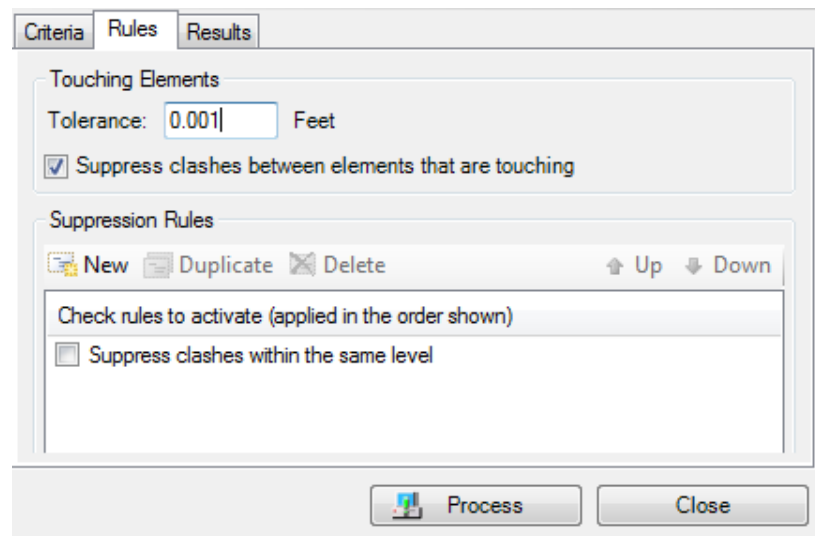 Criteria Rules Results
Touching Elements
Tolerance: 0.001 Feet
Suppress clashes between elements that are touching
Suppression Rules
New Duplicate Delete Up Down
Check rules to activate (applied in the order shown)
Suppress clashes within the same level
Process Close